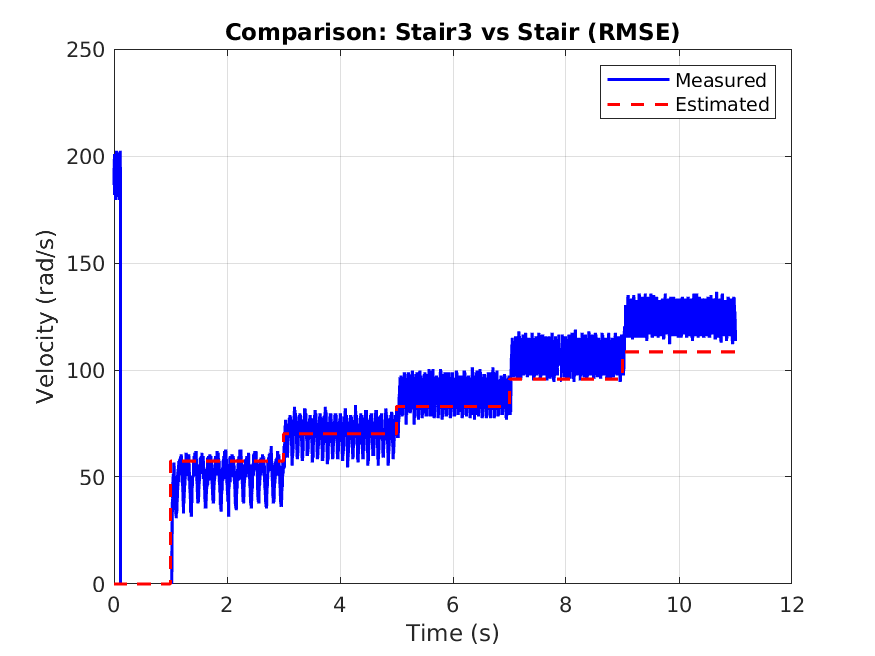 Comparison: Stair3 vs Stair (RMSE)
Measured
Estimated
Velocity (rad/s)
250
200
150
100
50
0
0 2 4 6 8 10 12
Time (s)